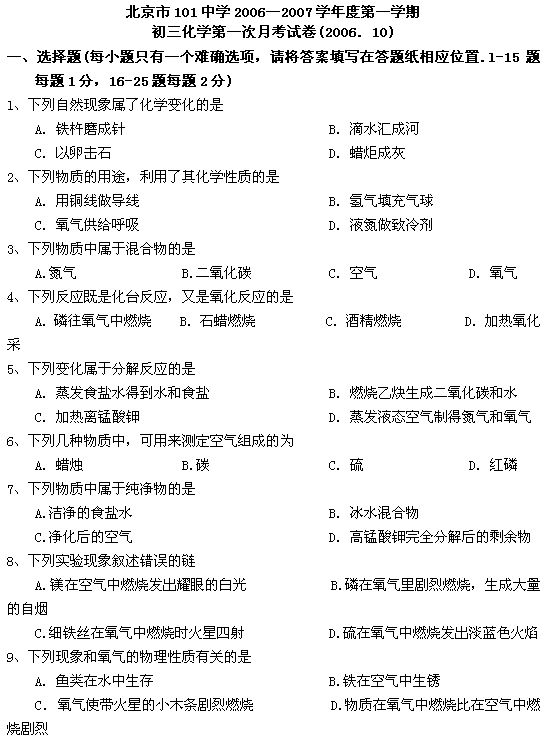 北京市101中学2006—2007学年度第一学期
初三化学第一次月考试卷(2006. 10)
一、选择题(每小题只有一个难确选项，请将答案填写在答题纸相应位置.1-15 题
每题1分，16-25题每题2分)
1、下列自然现象属了化学变化的是
A. 铁杵磨成针 B. 滴水汇成河
C. 以卵击石 D. 蜡炬成灰
2、下列物质的用途，利用了其化学性质的是
A. 用铜线做导线 B. 氢气填充气球
C. 氧气供给呼吸 D. 液氮做致冷剂
3、下列物质中属于混合物的是
A.氮气 B.二氧化碳 C. 空气 D. 氧气
4、下列反应既是化台反应，又是氧化反应的是
A. 磷往氧气中燃烧 B. 石蜡燃烧 C. 酒精燃烧 D. 加热氧化
采
5、下列变化属于分解反应的是
A. 蒸发食盐水得到水和食盐 B. 燃烧乙炔生成二氧化碳和水
C. 加热离锰酸钾 D. 蒸发液态空气制得氮气和氧气
6、下列几种物质中，可用来测定空气组成的为
A. 蜡烛 B.碳 C. 硫 D. 红磷
7、下列物质中属于纯净物的是
A.洁净的食盐水 B. 冰水混合物
C.净化后的空气 D. 高锰酸钾完全分解后的剩余物
8、下列实验现象叙述错误的链
A.镁在空气中燃烧发出耀眼的白光 B.磷在氧气里剧烈燃烧，生成大量
的自烟
C.细铁丝在氧气中燃烧时火星四射 D.硫在氧气中燃烧发出淡蓝色火焰
9、下列现象和氧气的物理性质有关的是
A. 鱼类在水中生存 B.铁在空气中生锈
C. 氧气使带火星的小木条剧烈燃烧 D.物质在氧气中燃烧比在空气中燃
烧剧烈